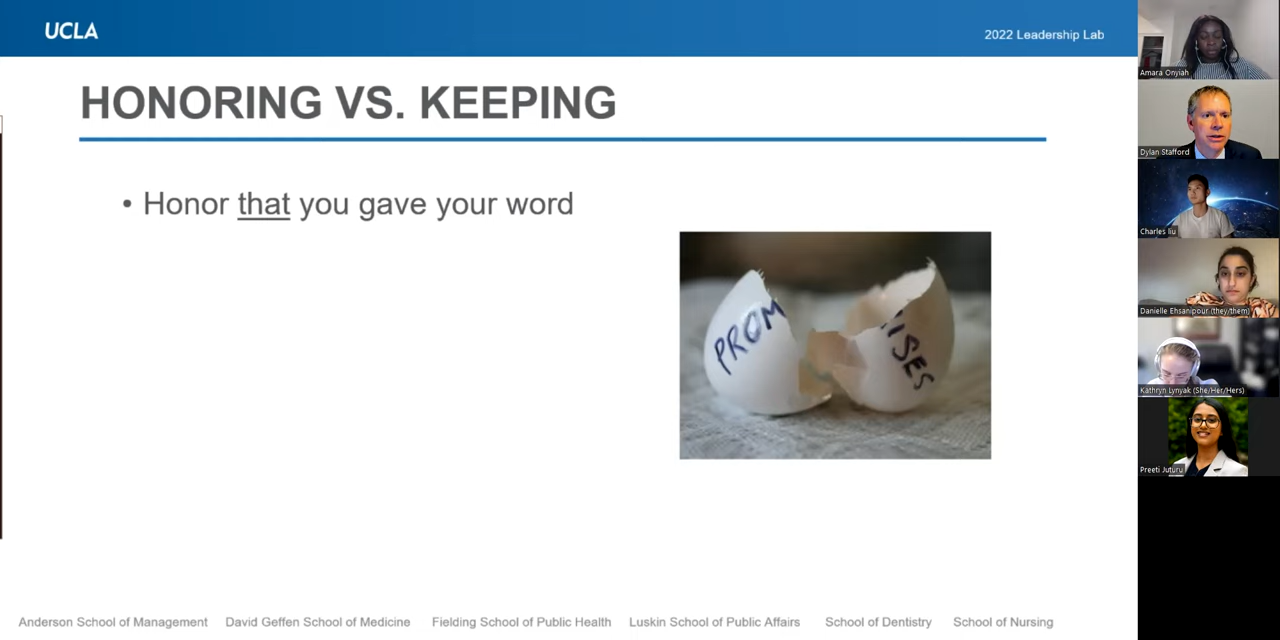 UCLA
2022 Leadership Lab
HONORING VS. KEEPING
• Honor that you gave your word
PROM
ISES
Anderson School of Management David Geffen School of Medicine Fielding School of Public Health Luskin School of Public Affairs School of Dentistry School of Nursing
Amara Onyiah
Dylan Stafford
Charles liu
Danielle Ehsanipour (they/them)
Kathryn Lynyak (She/Her/Hers)
Preeti Juturu